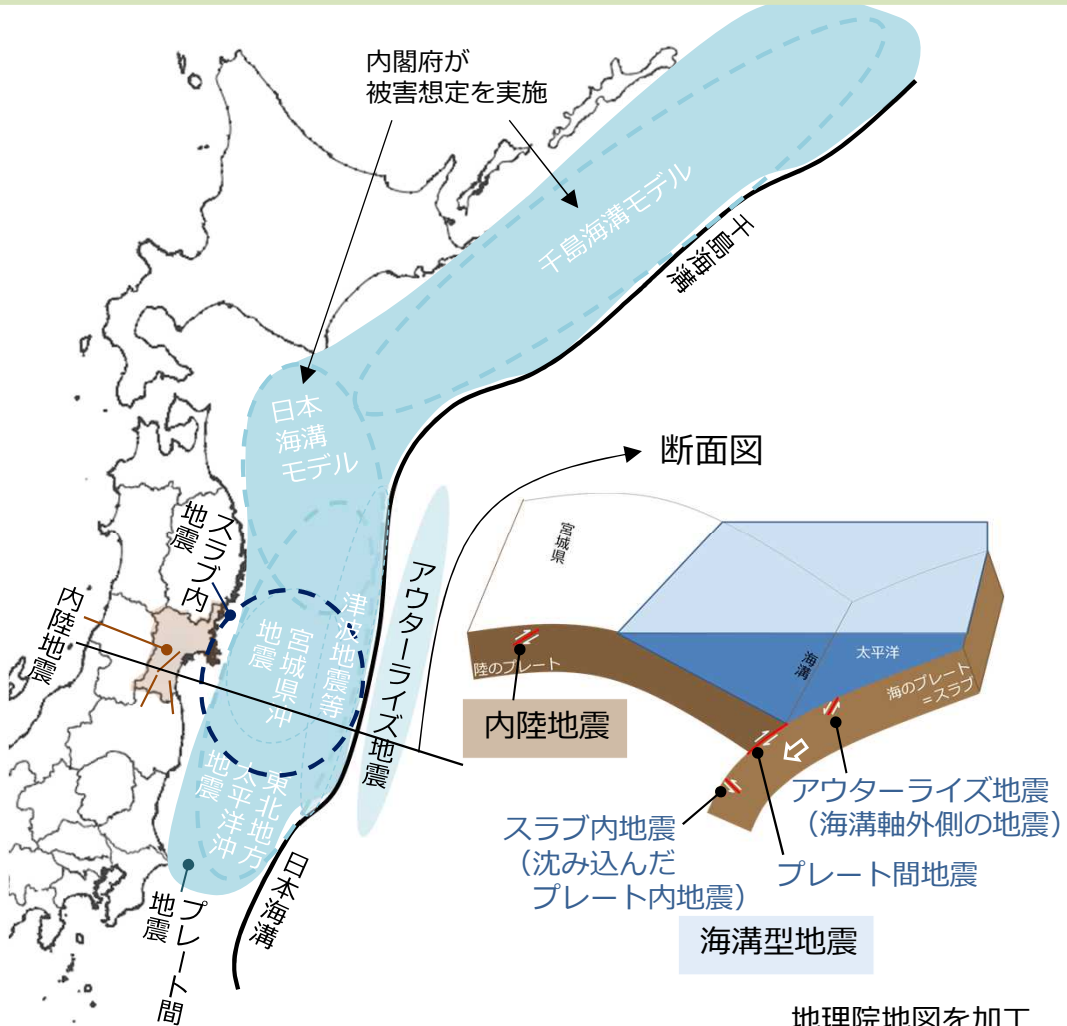 内閣府が
被害想定を実施
千島海溝モデル
千島海溝
日本
海溝
モデル
断面図
スラブ内
地震
内陸地震
アウターライズ地震
津波地震等
宮城県沖
地震
東北地方
太平洋沖
地震
日本海溝
プレート間
地震
宮城県
陸のプレート
海溝
太平洋
海のプレート
=スラブ
内陸地震
スラブ内地震
(沈み込んだ
プレート内地震)
アウターライズ地震
(海溝軸外側の地震)
プレート間地震
海溝型地震
地理院地図を加工